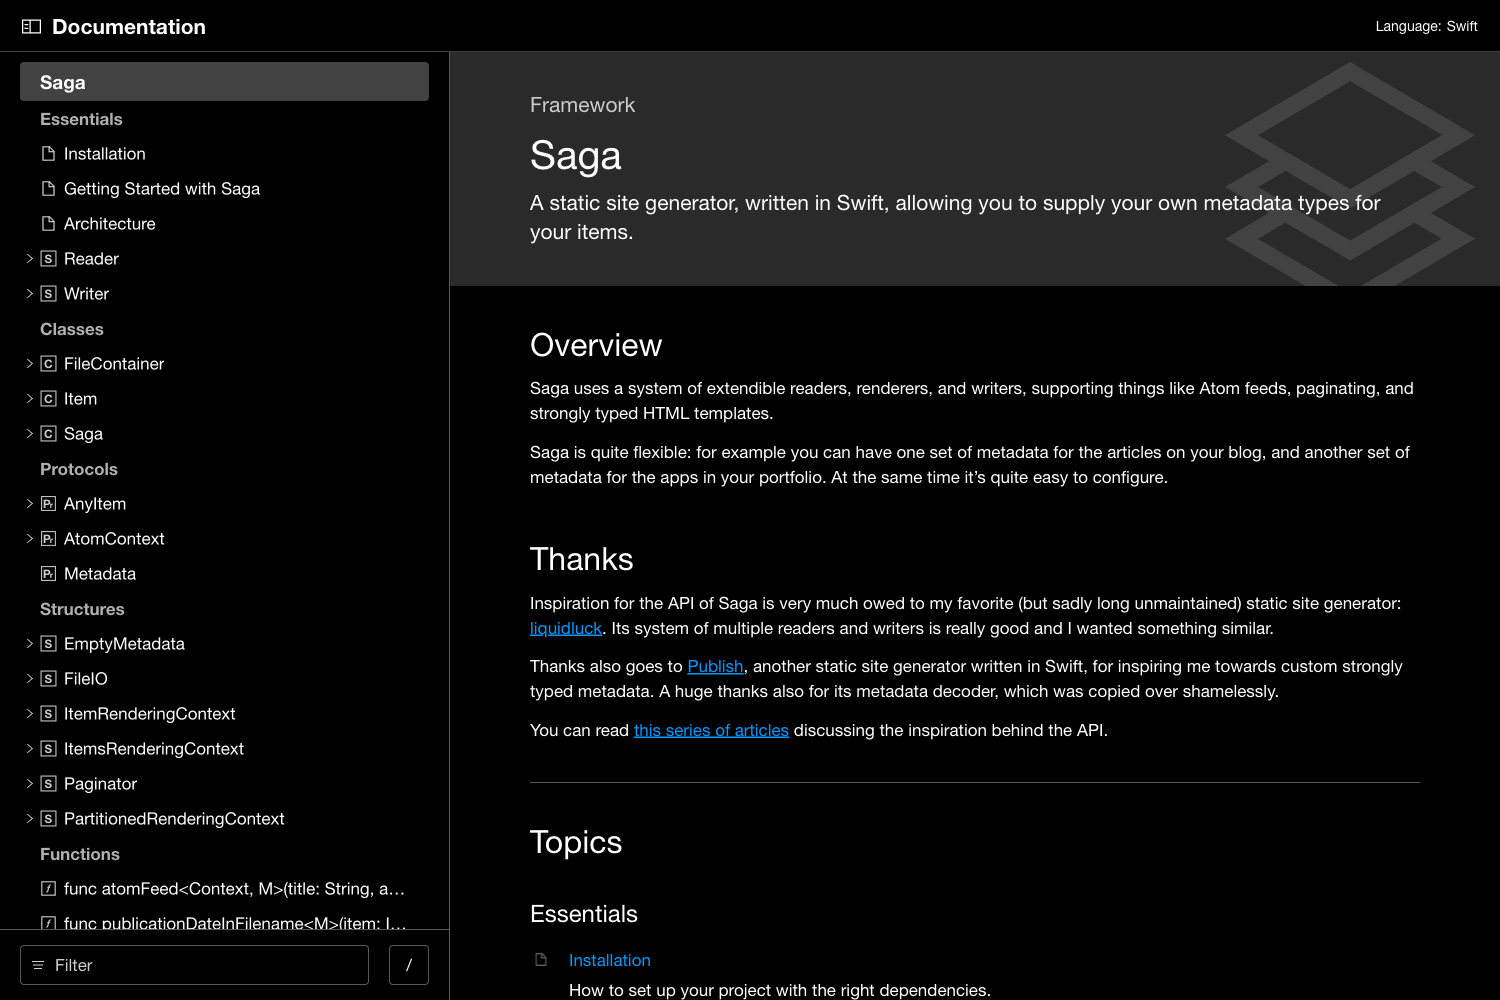 Documentation
Language: Swift
Saga
Essentials
Installation
Getting Started with Saga
Architecture
S Reader
S Writer
Classes
C FileContainer
C Item
C Saga
Protocols
Pr AnyItem
Pr AtomContext
Pr Metadata
Structures
S EmptyMetadata
S FileIO
S ItemRenderingContext
S ItemsRenderingContext
S Paginator
S PartitionedRenderingContext
Functions
f func atomFeed<Context, M>(title: String, a…
f func publicationDateInFilename<M>(item: I…
Filter
/
Framework
Saga
A static site generator, written in Swift, allowing you to supply your own metadata types for
your items.
Overview
Saga uses a system of extendible readers, renderers, and writers, supporting things like Atom feeds, paginating, and
strongly typed HTML templates.
Saga is quite flexible: for example you can have one set of metadata for the articles on your blog, and another set of
metadata for the apps in your portfolio. At the same time it’s quite easy to configure.
Thanks
Inspiration for the API of Saga is very much owed to my favorite (but sadly long unmaintained) static site generator:
liquidluck. Its system of multiple readers and writers is really good and I wanted something similar.
Thanks also goes to Publish, another static site generator written in Swift, for inspiring me towards custom strongly
typed metadata. A huge thanks also for its metadata decoder, which was copied over shamelessly.
You can read this series of articles discussing the inspiration behind the API.
Topics
Essentials
Installation
How to set up your project with the right dependencies.